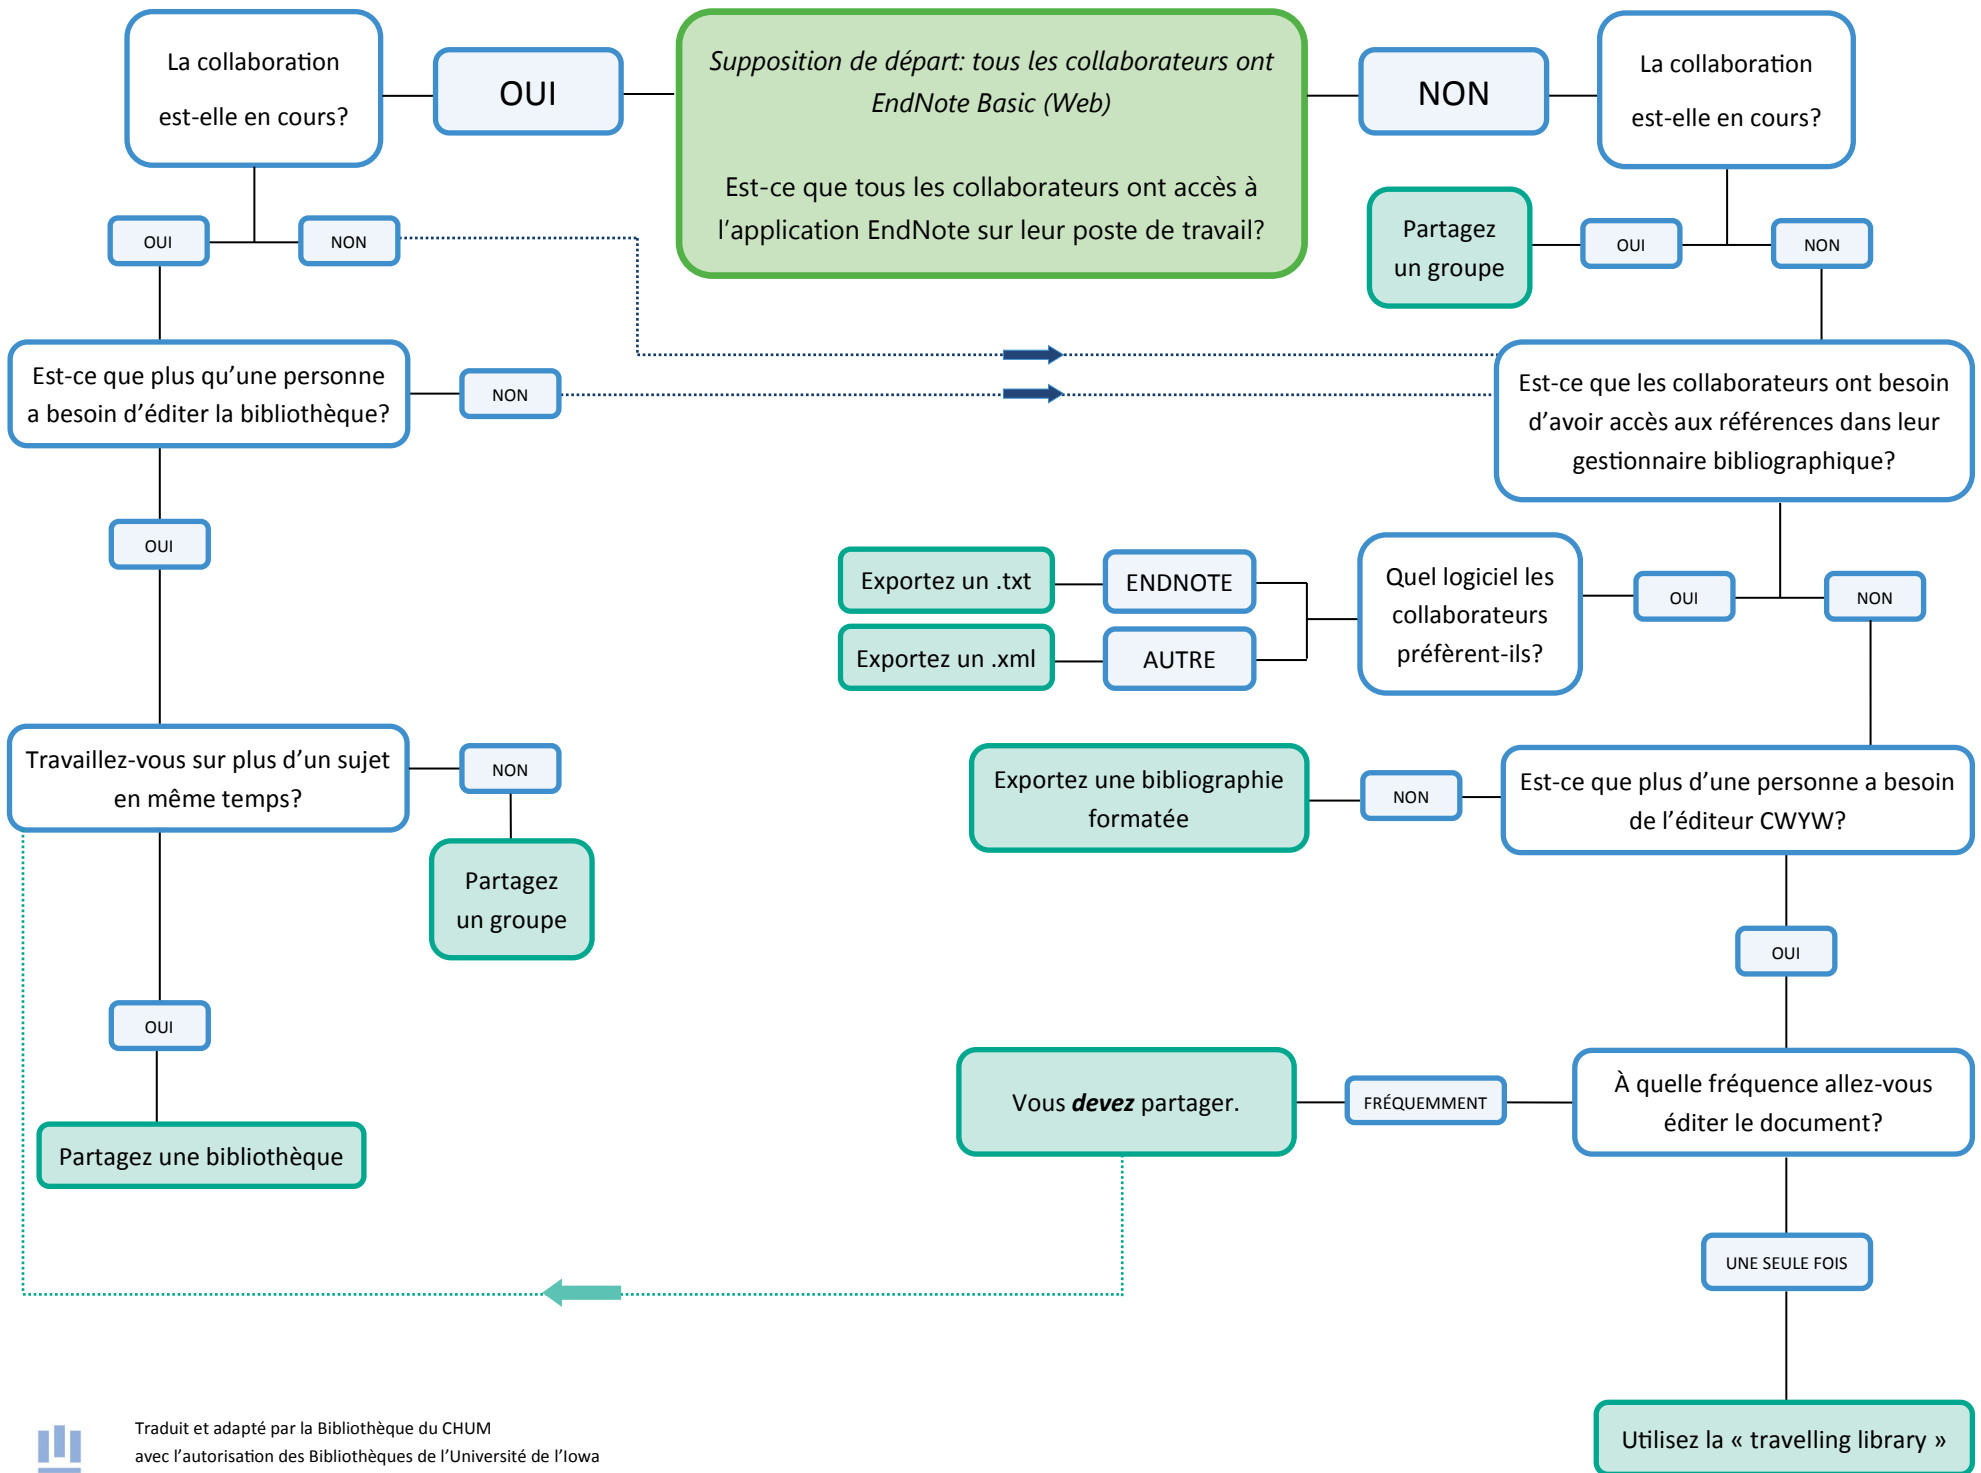 La collaboration
est-elle en cours?
OUI
Supposition de départ: tous les collaborateurs ont
EndNote Basic (Web)
Est-ce que tous les collaborateurs ont accès à
l'application EndNote sur leur poste de travail?
NON
La collaboration
est-elle en cours?
OUI
NON
Partagez
un groupe
OUI
NON
Est-ce que plus qu'une personne
a besoin d'éditer la bibliothèque?
NON
Est-ce que les collaborateurs ont besoin
d'avoir accès aux références dans leur
gestionnaire bibliographique?
OUI
Exportez un .txt
ENDNOTE
Exportez un .xml
AUTRE
Quel logiciel les
collaborateurs
préfèrent-ils?
OUI
NON
Travaillez-vous sur plus d'un sujet
en même temps?
NON
Partagez
un groupe
Exportez une bibliographie
formatée
NON
Est-ce que plus d'une personne a besoin
de l'éditeur CWYW?
OUI
OUI
Partagez une bibliothèque
Vous devez partager.
FRÉQUEMMENT
À quelle fréquence allez-vous
éditer le document?
UNE SEULE FOIS
Utilisez la « travelling library »
Traduit et adapté par la Bibliothèque du CHUM
avec l'autorisation des Bibliothèques de l'Université de l'Iowa